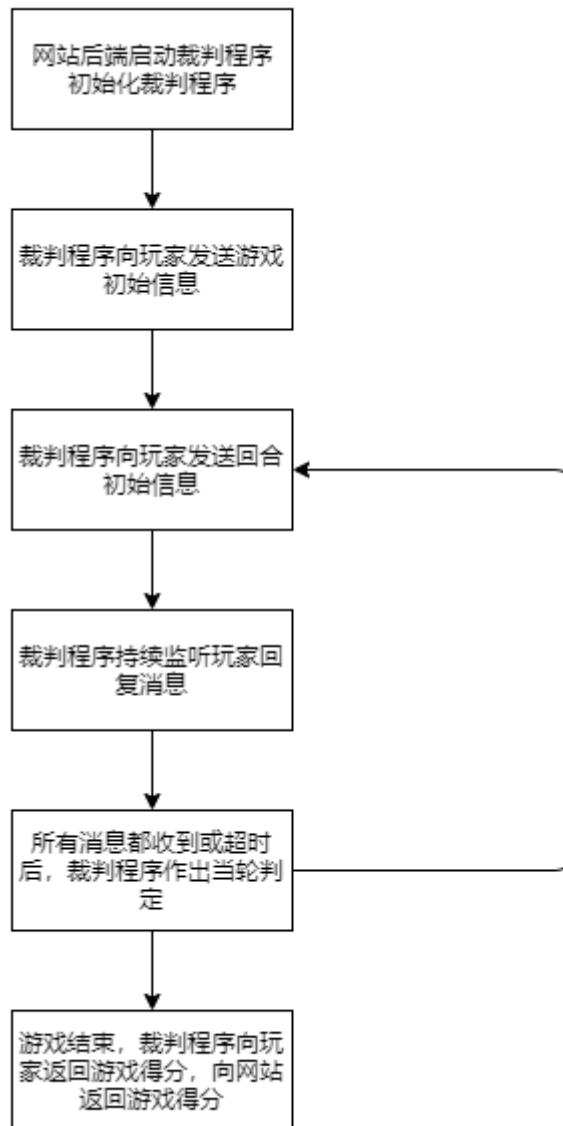 网站后端启动裁判程序
初始化裁判程序
裁判程序向玩家发送游戏
初始信息
裁判程序向玩家发送回合
初始信息
裁判程序持续监听玩家回
复消息
所有消息都收到或超时
后，裁判程序作出当轮判
定
游戏结束，裁判程序向玩
家返回游戏得分，向网站
返回游戏得分